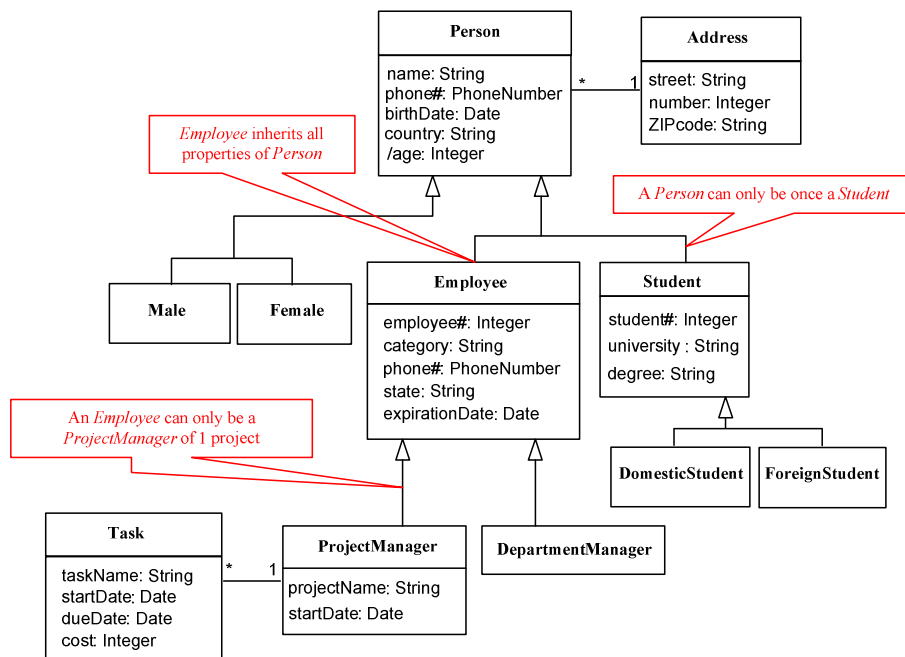 Person
name: String
phone#: PhoneNumber
birthDate: Date
country: String
/age: Integer
*
1
Address
street: String
number: Integer
ZIPcode: String
Employee inherits all
properties of Person
A Person can only be once a Student
Male
Female
Employee
employee#: Integer
category: String
phone#: PhoneNumber
state: String
expirationDate: Date
Student
student#: Integer
university : String
degree: String
An Employee can only be a
ProjectManager of 1 project
DomesticStudent
ForeignStudent
Task
taskName: String
startDate: Date
dueDate: Date
cost: Integer
*
1
ProjectManager
projectName: String
startDate: Date
DepartmentManager